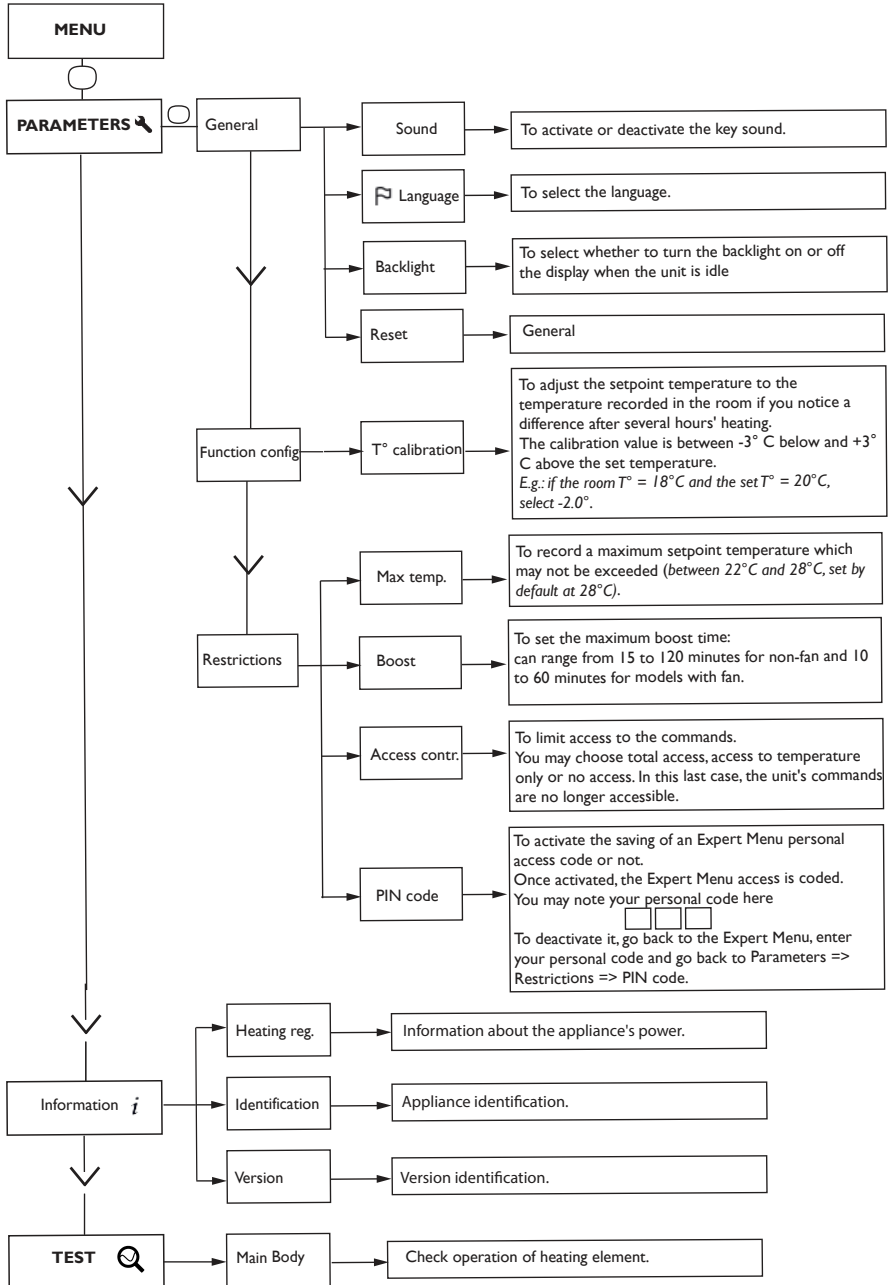 MENU
PARAMETERS
General
Sound
To activate or deactivate the key sound.
Language
To select the language.
Backlight
To select whether to turn the backlight on or off
the display when the unit is idle
Reset
General
Function config
T° calibration
To adjust the setpoint temperature to the
temperature recorded in the room if you notice a
difference after several hours' heating.
The calibration value is between -3° C below and +3°
C above the set temperature.
E.g.: if the room T° = 18°C and the set T° = 20°C,
select -2.0°.
Restrictions
Max temp.
To record a maximum setpoint temperature which
may not be exceeded (between 22°C and 28°C, set by
default at 28°C).
Boost
To set the maximum boost time:
can range from 15 to 120 minutes for non-fan and 10
to 60 minutes for models with fan.
Access contr.
To limit access to the commands.
You may choose total access, access to temperature
only or no access. In this last case, the unit's commands
are no longer accessible.
PIN code
To activate the saving of an Expert Menu personal
access code or not.
Once activated, the Expert Menu access is coded.
You may note your personal code here
To deactivate it, go back to the Expert Menu, enter
your personal code and go back to Parameters =>
Restrictions => PIN code.
Information i
Heating reg.
Information about the appliance's power.
Identification
Appliance identification.
Version
Version identification.
TEST
Main Body
Check operation of heating element.